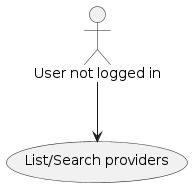 User not logged in
List/Search providers